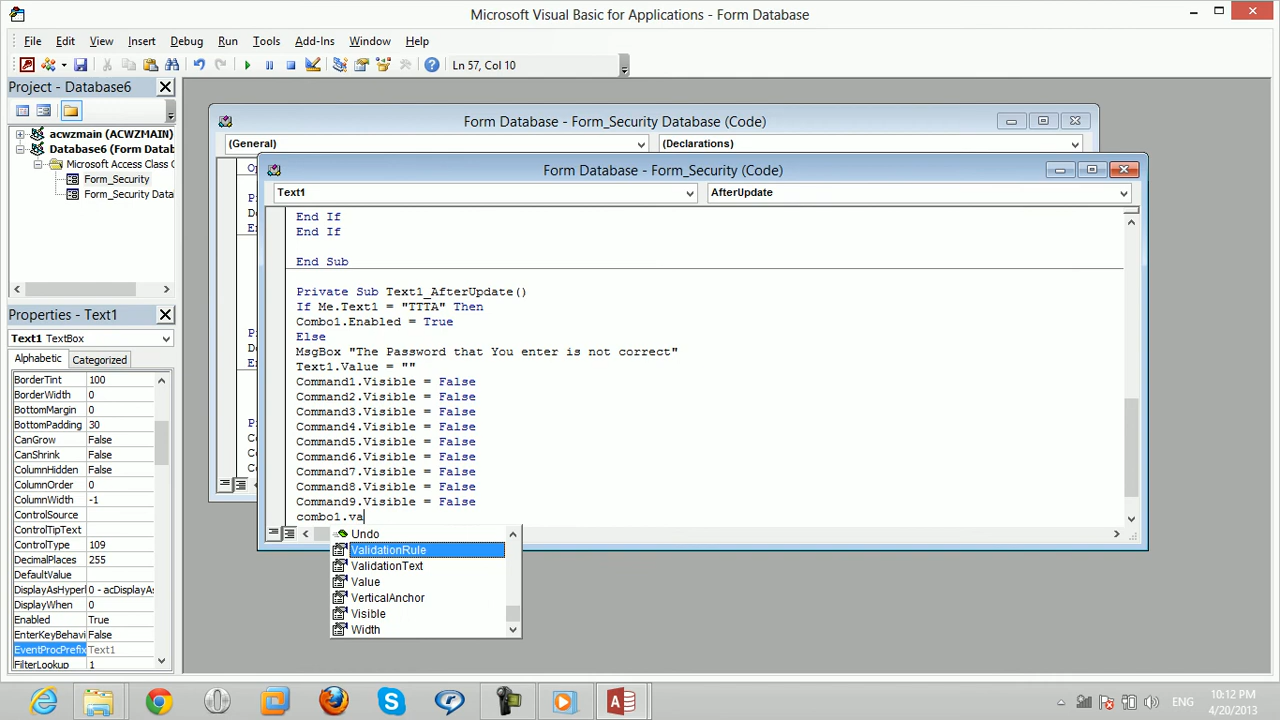 Microsoft Visual Basic for Applications - Form Database
File Edit View Insert Debug Run Tools Add-Ins Window Help
Ln 57, Col 10
Project - Database6
acwzmain (ACWZMAIN)
Database6 (Form Datab
Microsoft Access Class C
Form_Security
Form_Security Data
Form Database - Form_Security Database (Code)
(General) (Declarations)
Form Database - Form_Security (Code)
Text1 AfterUpdate
End If
End If
End Sub
Private Sub Text1_AfterUpdate()
If Me.Text1 = "TTTA" Then
Combo1.Enabled = True
Else
MsgBox "The Password that You enter is not correct"
Text1.Value = ""
Command1.Visible = False
Command2.Visible = False
Command3.Visible = False
Command4.Visible = False
Command5.Visible = False
Command6.Visible = False
Command7.Visible = False
Command8.Visible = False
Command9.Visible = False
combo1.va
Undo
ValidationRule
ValidationText
Value
VerticalAnchor
Visible
Width
Properties - Text1
Text1 TextBox
Alphabetic Categorized
BorderTint 100
BorderWidth 0
BottomMargin 0
BottomPadding 30
CanGrow False
CanShrink False
ColumnHidden False
ColumnOrder 0
ColumnWidth -1
ControlSource
ControlTipText
ControlType 109
DecimalPlaces 255
DefaultValue
DisplayAsHyperl 0 - acDisplayAs
DisplayWhen 0
Enabled True
EnterKeyBehavi False
EventProcPrefix Text1
FilterLookup 1
ENG
10:12 PM
4/20/2013